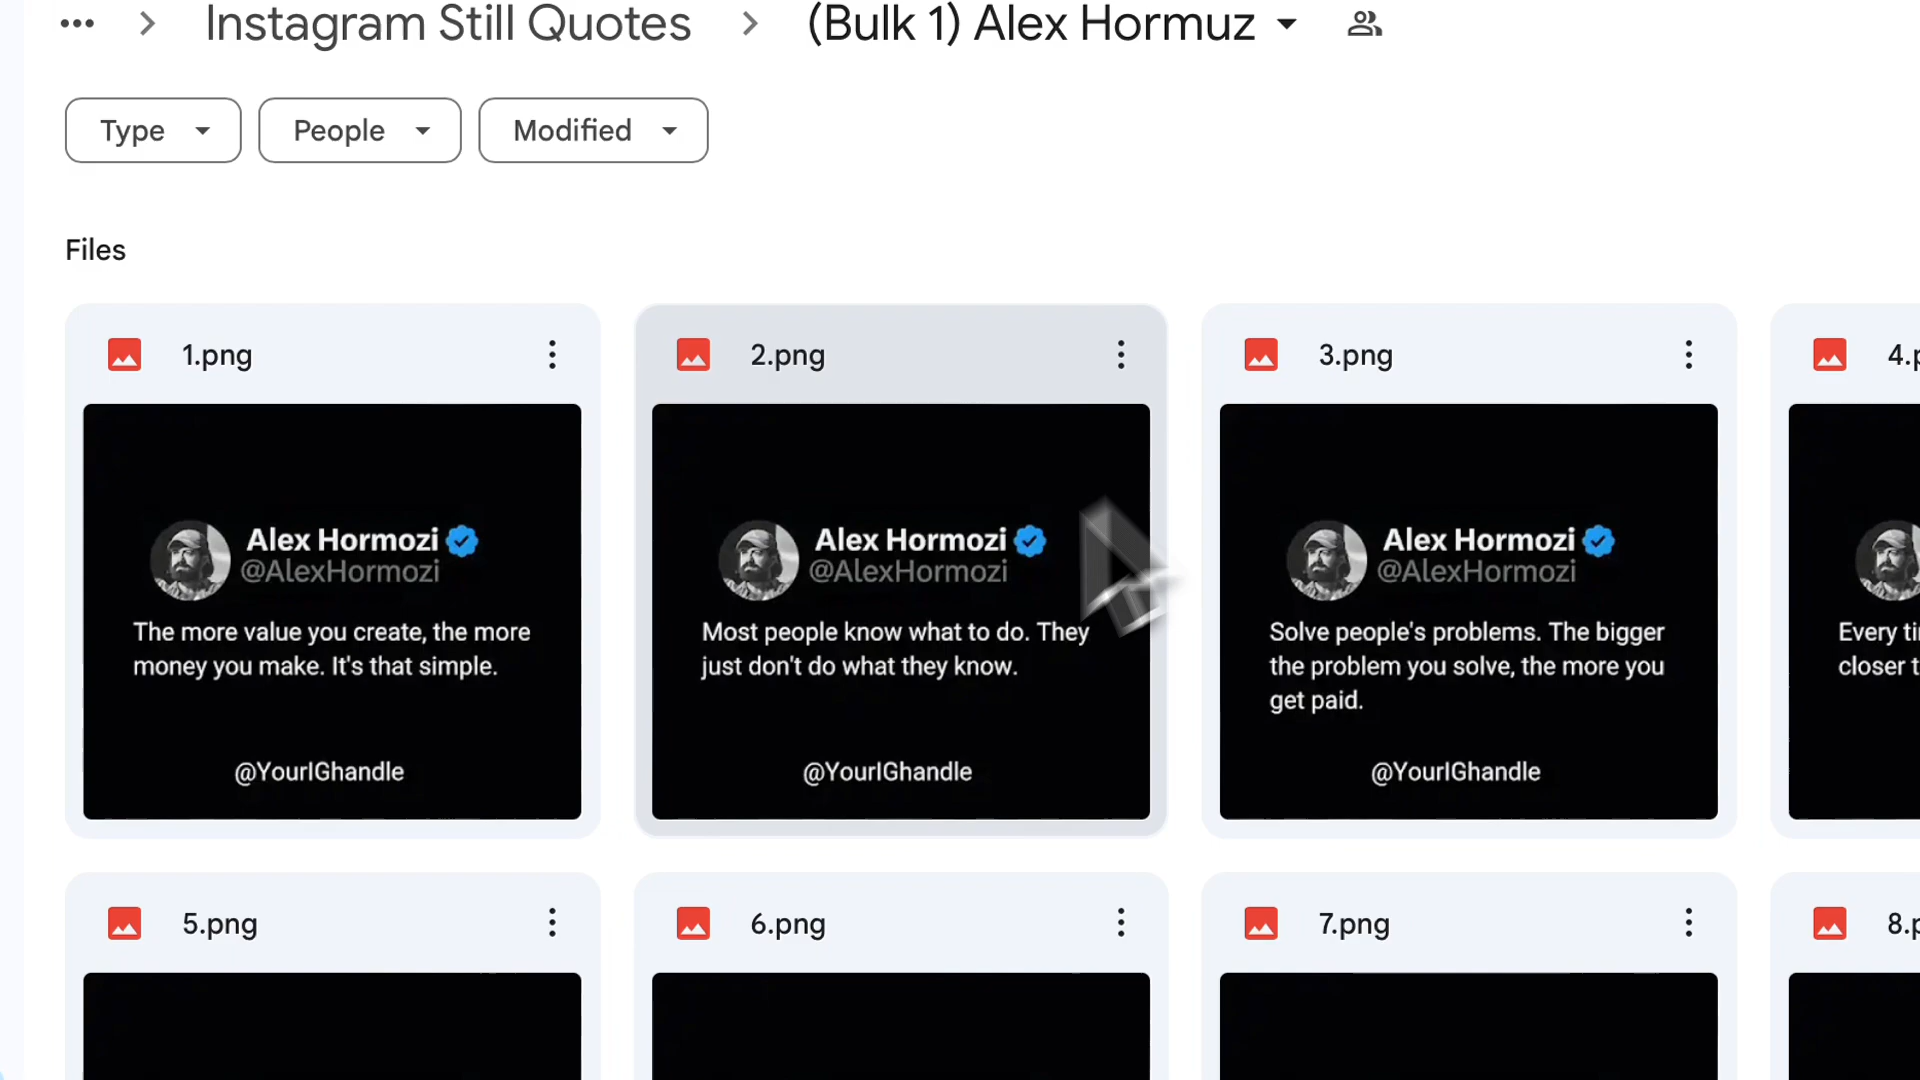 Instagram Still Quotes
(Bulk 1) Alex Hormuz
Type
People
Modified
Files
1.png
2.png
3.png
Alex Hormozi
@AlexHormozi
The more value you create, the more
money you make. It's that simple.
@YourIGhandle
Alex Hormozi
@AlexHormozi
Most people know what to do. They
just don't do what they know.
@YourIGhandle
Alex Hormozi
@AlexHormozi
Solve people's problems. The bigger
the problem you solve, the more you
get paid.
@YourIGhandle
Every
closer
5.png
6.png
7.png